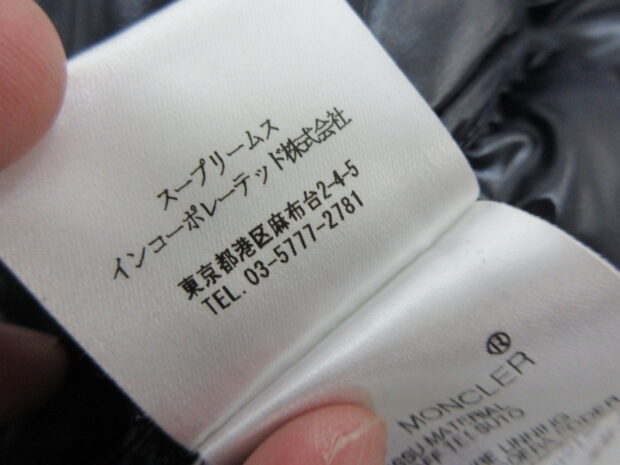 スープリームス
インコーポレーテッド株式会社
東京都港区麻布台2-4-5
TEL. 03-5777-2781
®
MONCLER
MATERIAL